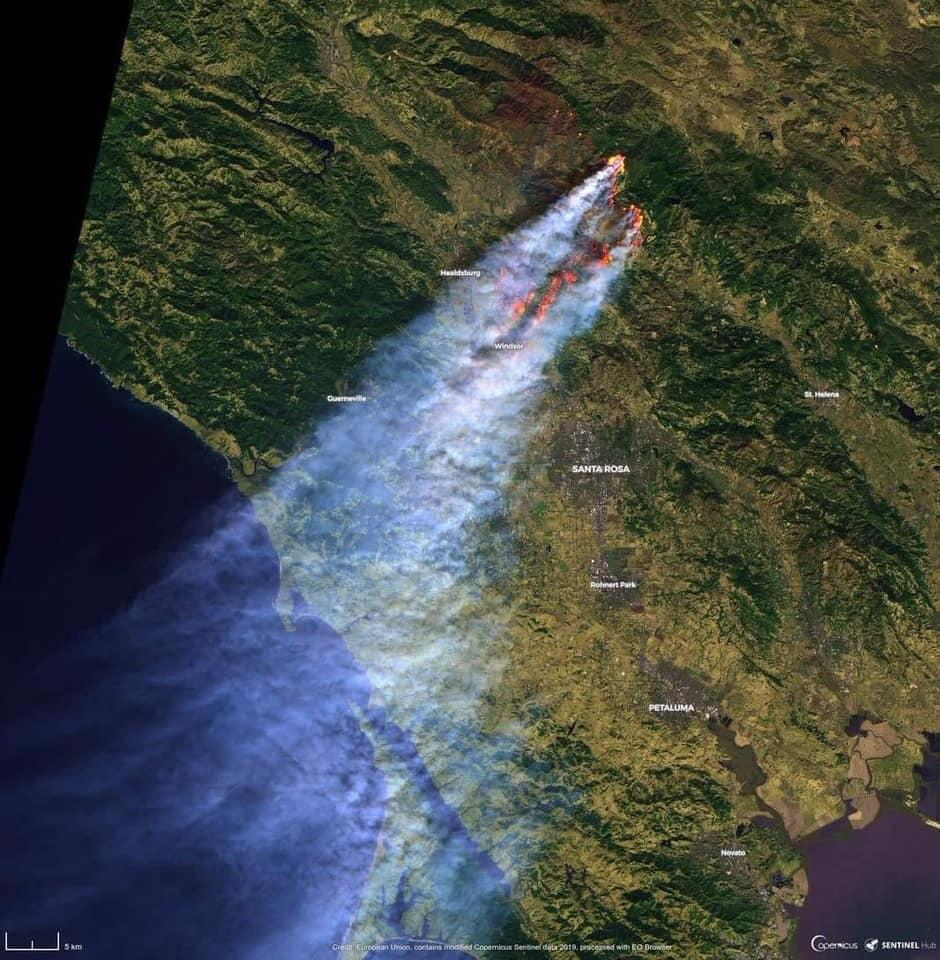 Healdsburg
Windsor
Guerneville
St. Helena
SANTA ROSA
Rohnert Park
PETALUMA
Novato
5 km
Credit: European Union, contains modified Copernicus Sentinel data 2019, processed with EO Browser
opernicus
SENTINEL Hub